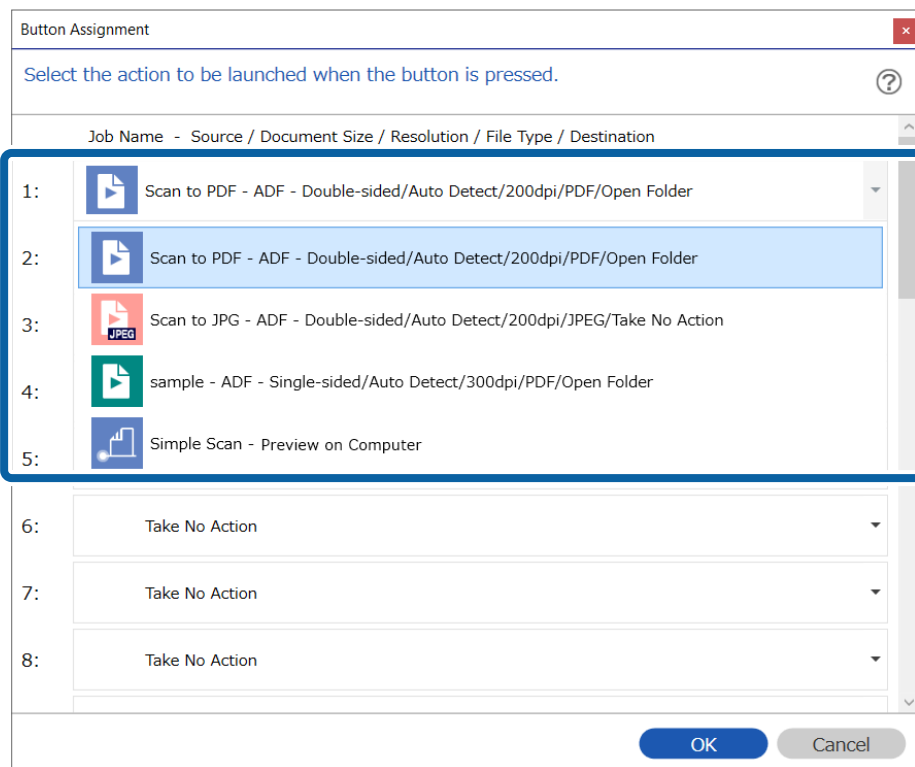 Button Assignment
Select the action to be launched when the button is pressed.
Job Name - Source / Document Size / Resolution / File Type / Destination
1: Scan to PDF - ADF - Double-sided/Auto Detect/200dpi/PDF/Open Folder
2: Scan to PDF - ADF - Double-sided/Auto Detect/200dpi/PDF/Open Folder
3: JPEG Scan to JPG - ADF - Double-sided/Auto Detect/200dpi/JPEG/Take No Action
4: sample - ADF - Single-sided/Auto Detect/300dpi/PDF/Open Folder
5: Simple Scan - Preview on Computer
6: Take No Action
7: Take No Action
8: Take No Action
OK Cancel